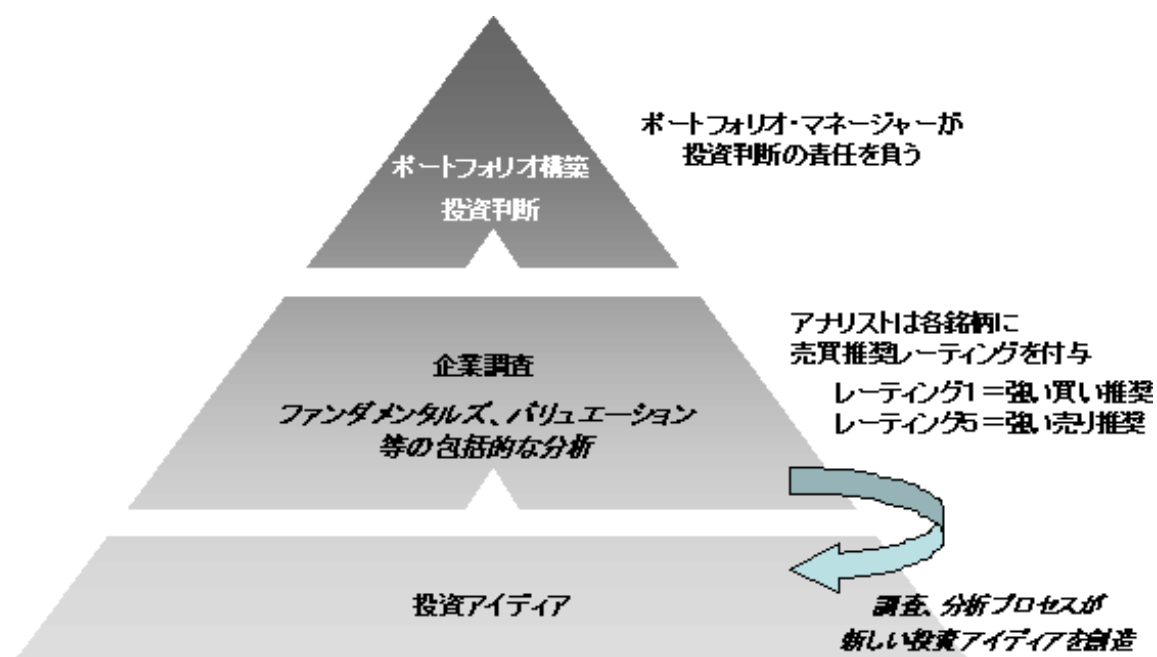 ポートフォリオ・マネージャーが
投資判断の責任を負う
ポートフォリオ構築
投資判断
アナリストは各銘柄に
売買推奨レーティングを付与
レーティング1=強い買い推奨
レーティング5=強い売り推奨
企業調査
ファンダメンタルズ、バリュエーション
等の包括的な分析
投資アイディア
調査、分析プロセスが
新しい投資アイディアを創造